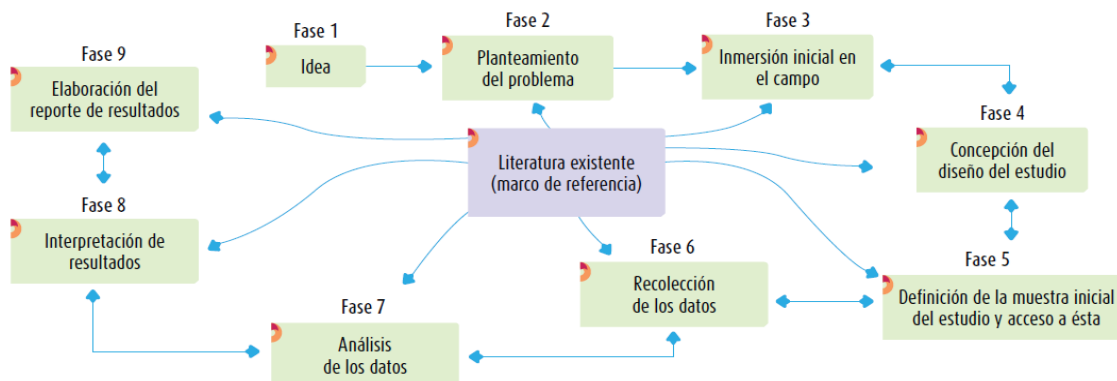 Fase 1
Idea
Fase 2
Planteamiento
del problema
Fase 3
Inmersión inicial en
el campo
Fase 4
Concepción del
diseño del estudio
Fase 5
Definición de la muestra inicial
del estudio y acceso a ésta
Fase 6
Recolección
de los datos
Fase 7
Análisis
de los datos
Fase 8
Interpretación de
resultados
Fase 9
Elaboración del
reporte de resultados
Literatura existente
(marco de referencia)